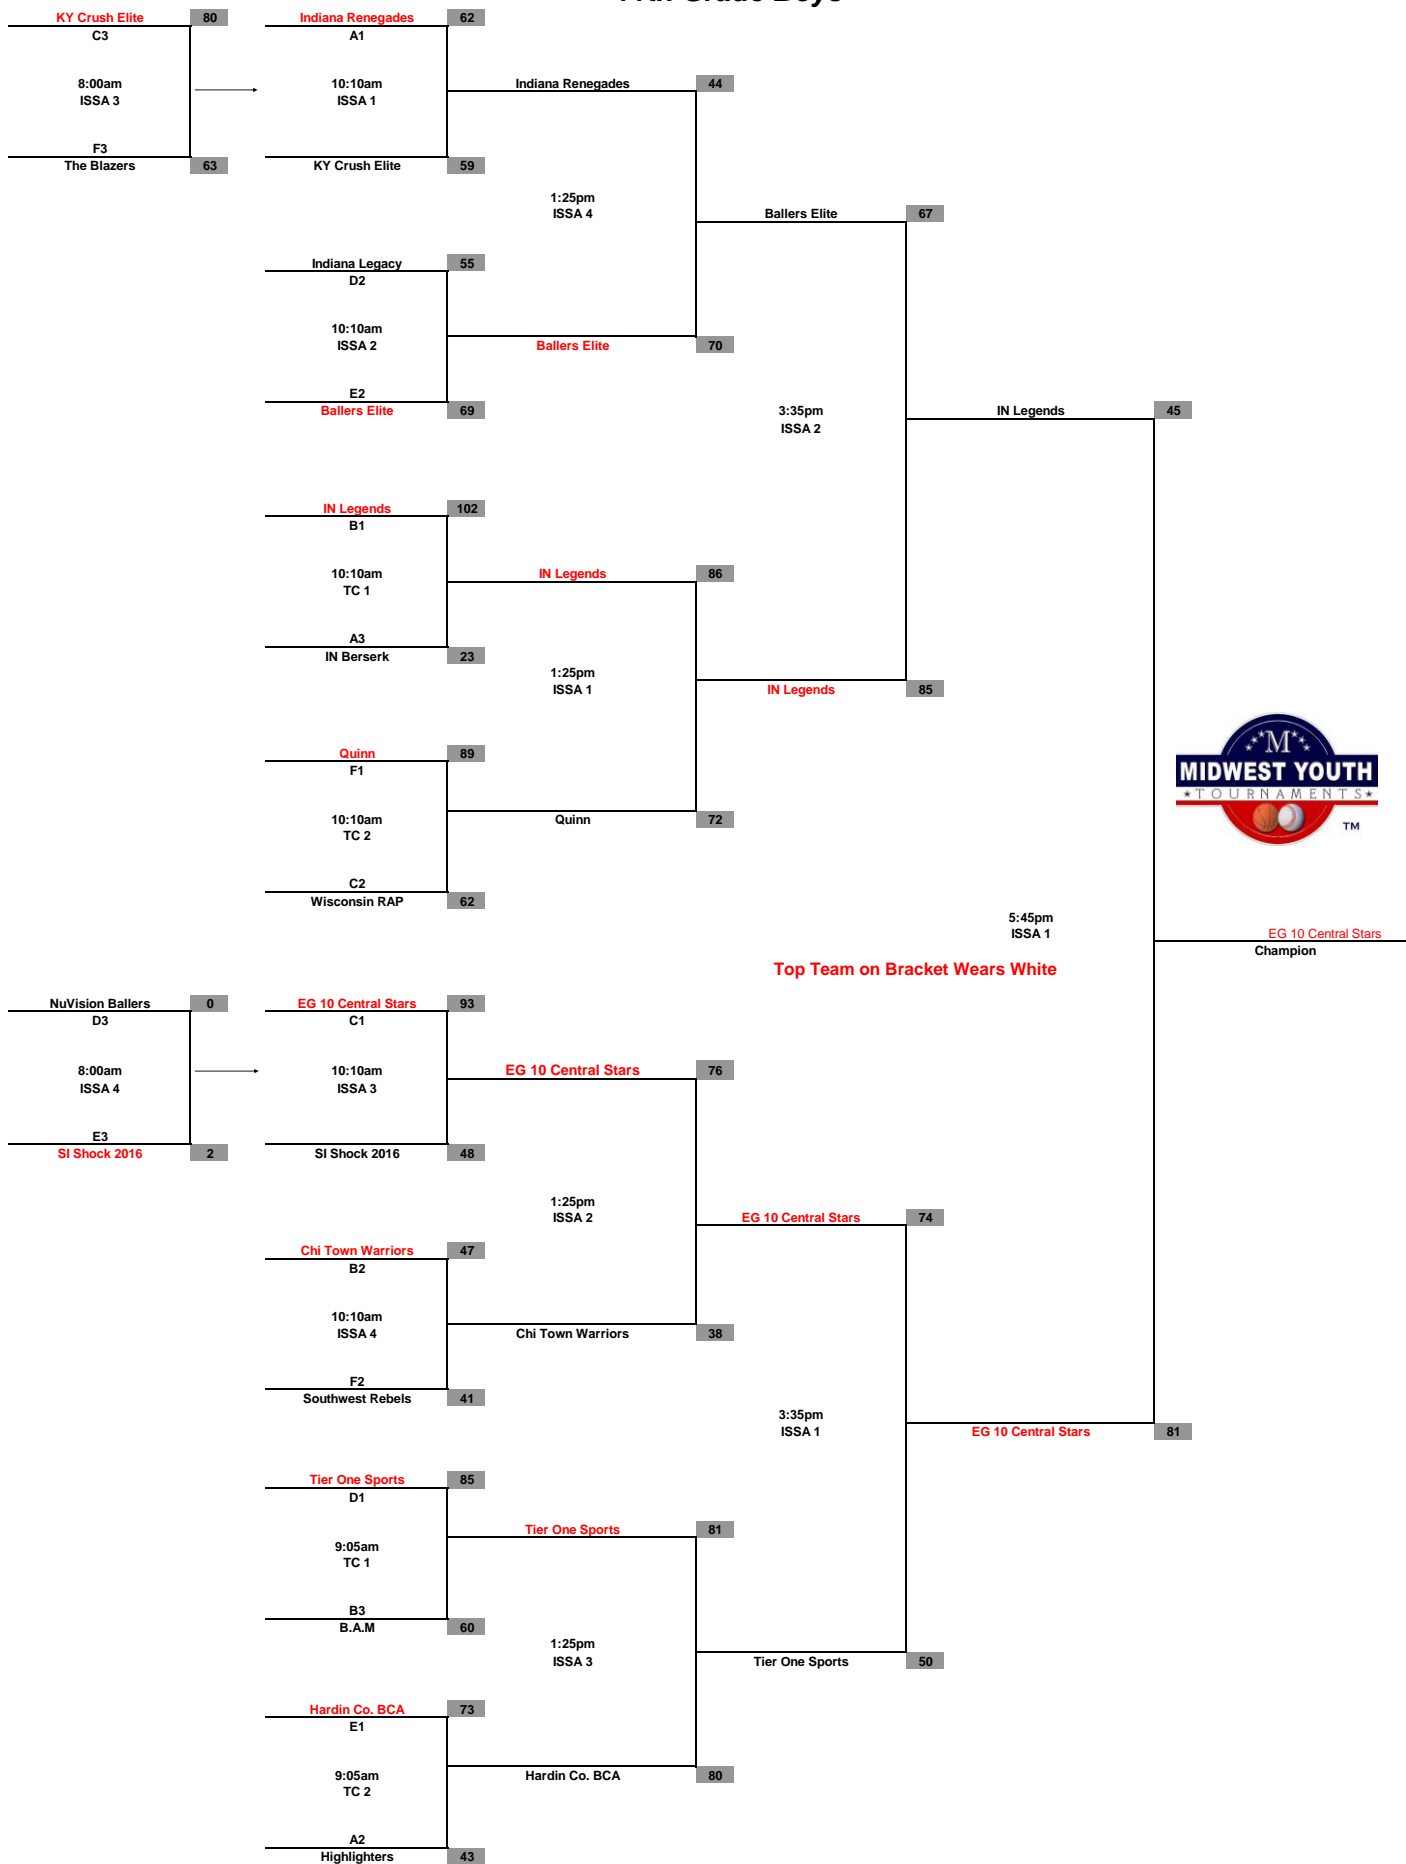 KY Crush Elite 80
C3
8:00am
ISSA 3
F3
The Blazers 63
Indiana Renegades 62
A1
10:10am
ISSA 1
KY Crush Elite 59
Indiana Renegades 44
1:25pm
ISSA 4
Indiana Legacy 55
D2
10:10am
ISSA 2
E2
Ballers Elite 69
Ballers Elite 70
Ballers Elite 67
3:35pm
ISSA 2
IN Legends 45
IN Legends 102
B1
10:10am
TC 1
A3
IN Berserk 23
IN Legends 86
1:25pm
ISSA 1
IN Legends 85
Quinn 89
F1
10:10am
TC 2
C2
Wisconsin RAP 62
Quinn 72
M
MIDWEST YOUTH
TOURNAMENTS
TM
5:45pm
ISSA 1
EG 10 Central Stars
Champion
Top Team on Bracket Wears White
NuVision Ballers 0
D3
8:00am
ISSA 4
E3
SI Shock 2016 2
EG 10 Central Stars 93
C1
10:10am
ISSA 3
SI Shock 2016 48
EG 10 Central Stars 76
1:25pm
ISSA 2
EG 10 Central Stars 74
Chi Town Warriors 47
B2
10:10am
ISSA 4
F2
Southwest Rebels 41
Chi Town Warriors 38
3:35pm
ISSA 1
EG 10 Central Stars 81
Tier One Sports 85
D1
9:05am
TC 1
B3
B.A.M 60
Tier One Sports 81
1:25pm
ISSA 3
Tier One Sports 50
Hardin Co. BCA 73
E1
9:05am
TC 2
A2
Highlighters 43
Hardin Co. BCA 80